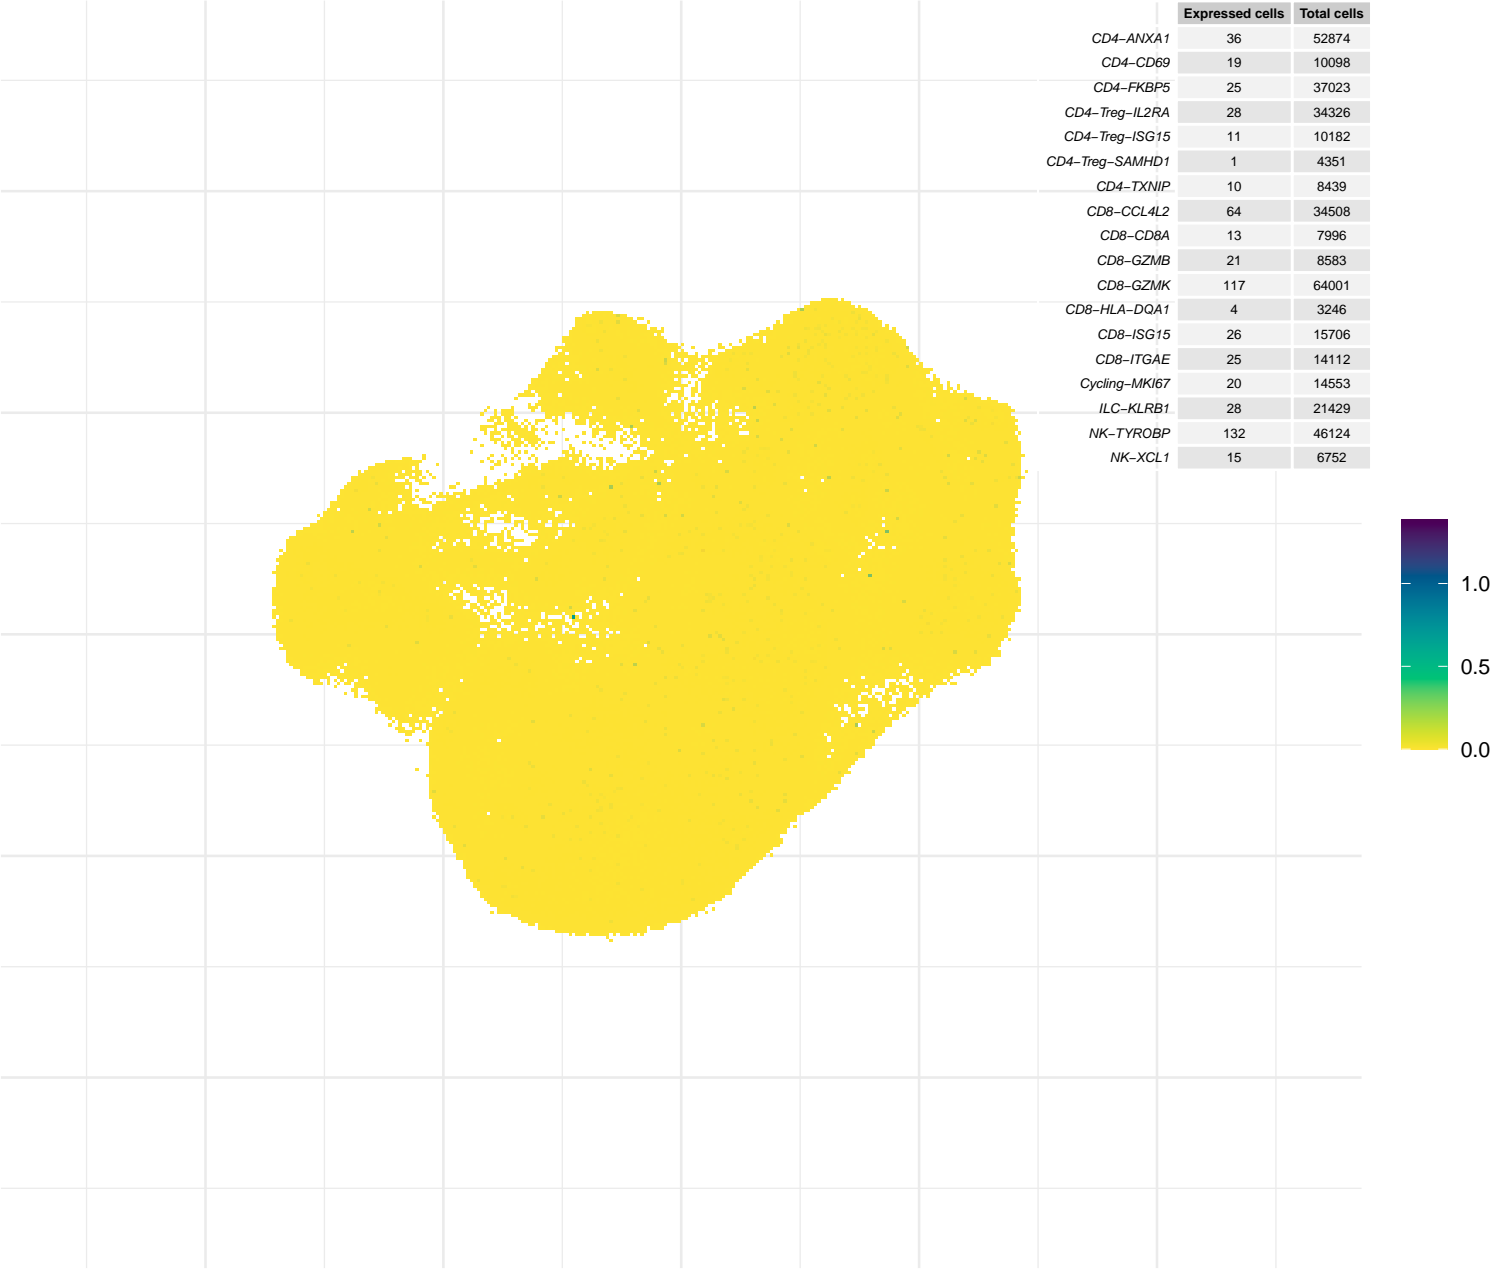 Expressed cells Total cells
CD4−ANXA1 36 52874
CD4−CD69 19 10098
CD4−FKBP5 25 37023
CD4−Treg−IL2RA 28 34326
CD4−Treg−ISG15 11 10182
CD4−Treg−SAMHD1 1 4351
CD4−TXNIP 10 8439
CD8−CCL4L2 64 34508
CD8−CD8A 13 7996
CD8−GZMB 21 8583
CD8−GZMK 117 64001
CD8−HLA−DQA1 4 3246
CD8−ISG15 26 15706
CD8−ITGAE 25 14112
Cycling−MKI67 20 14553
ILC−KLRB1 28 21429
NK−TYROBP 132 46124
NK−XCL1 15 6752
1.0
0.5
0.0